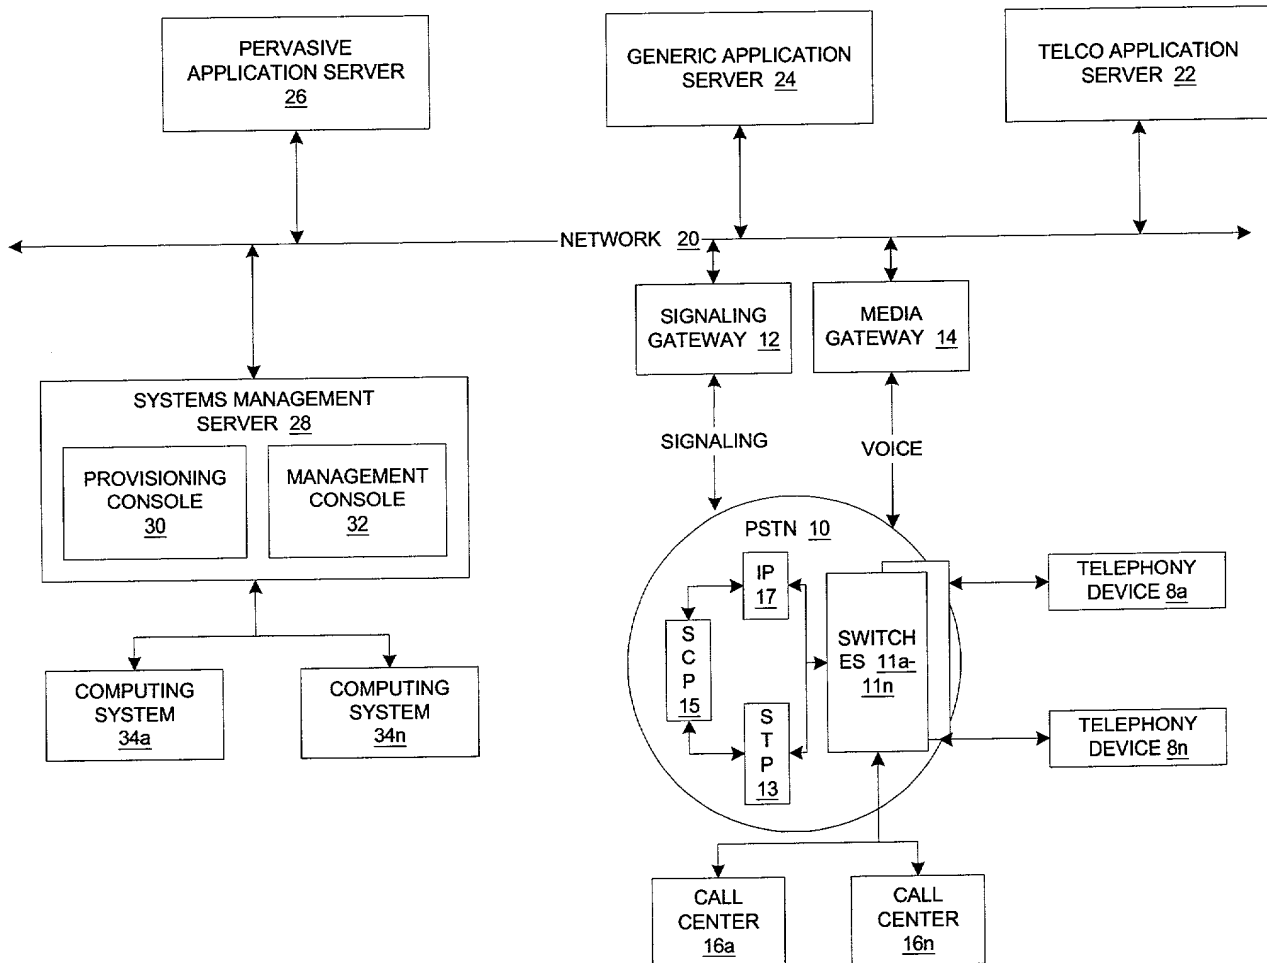 PERVASIVE
APPLICATION SERVER
26
GENERIC APPLICATION
SERVER 24
TELCO APPLICATION
SERVER 22
NETWORK 20
SIGNALING
GATEWAY 12
MEDIA
GATEWAY 14
SYSTEMS MANAGEMENT
SERVER 28
PROVISIONING
CONSOLE
30
MANAGEMENT
CONSOLE
32
SIGNALING
VOICE
PSTN 10
IP
17
S
C
P
15
S
T
P
13
SWITCH
ES 11a-
11n
TELEPHONY
DEVICE 8a
TELEPHONY
DEVICE 8n
COMPUTING
SYSTEM
34a
COMPUTING
SYSTEM
34n
CALL
CENTER
16a
CALL
CENTER
16n